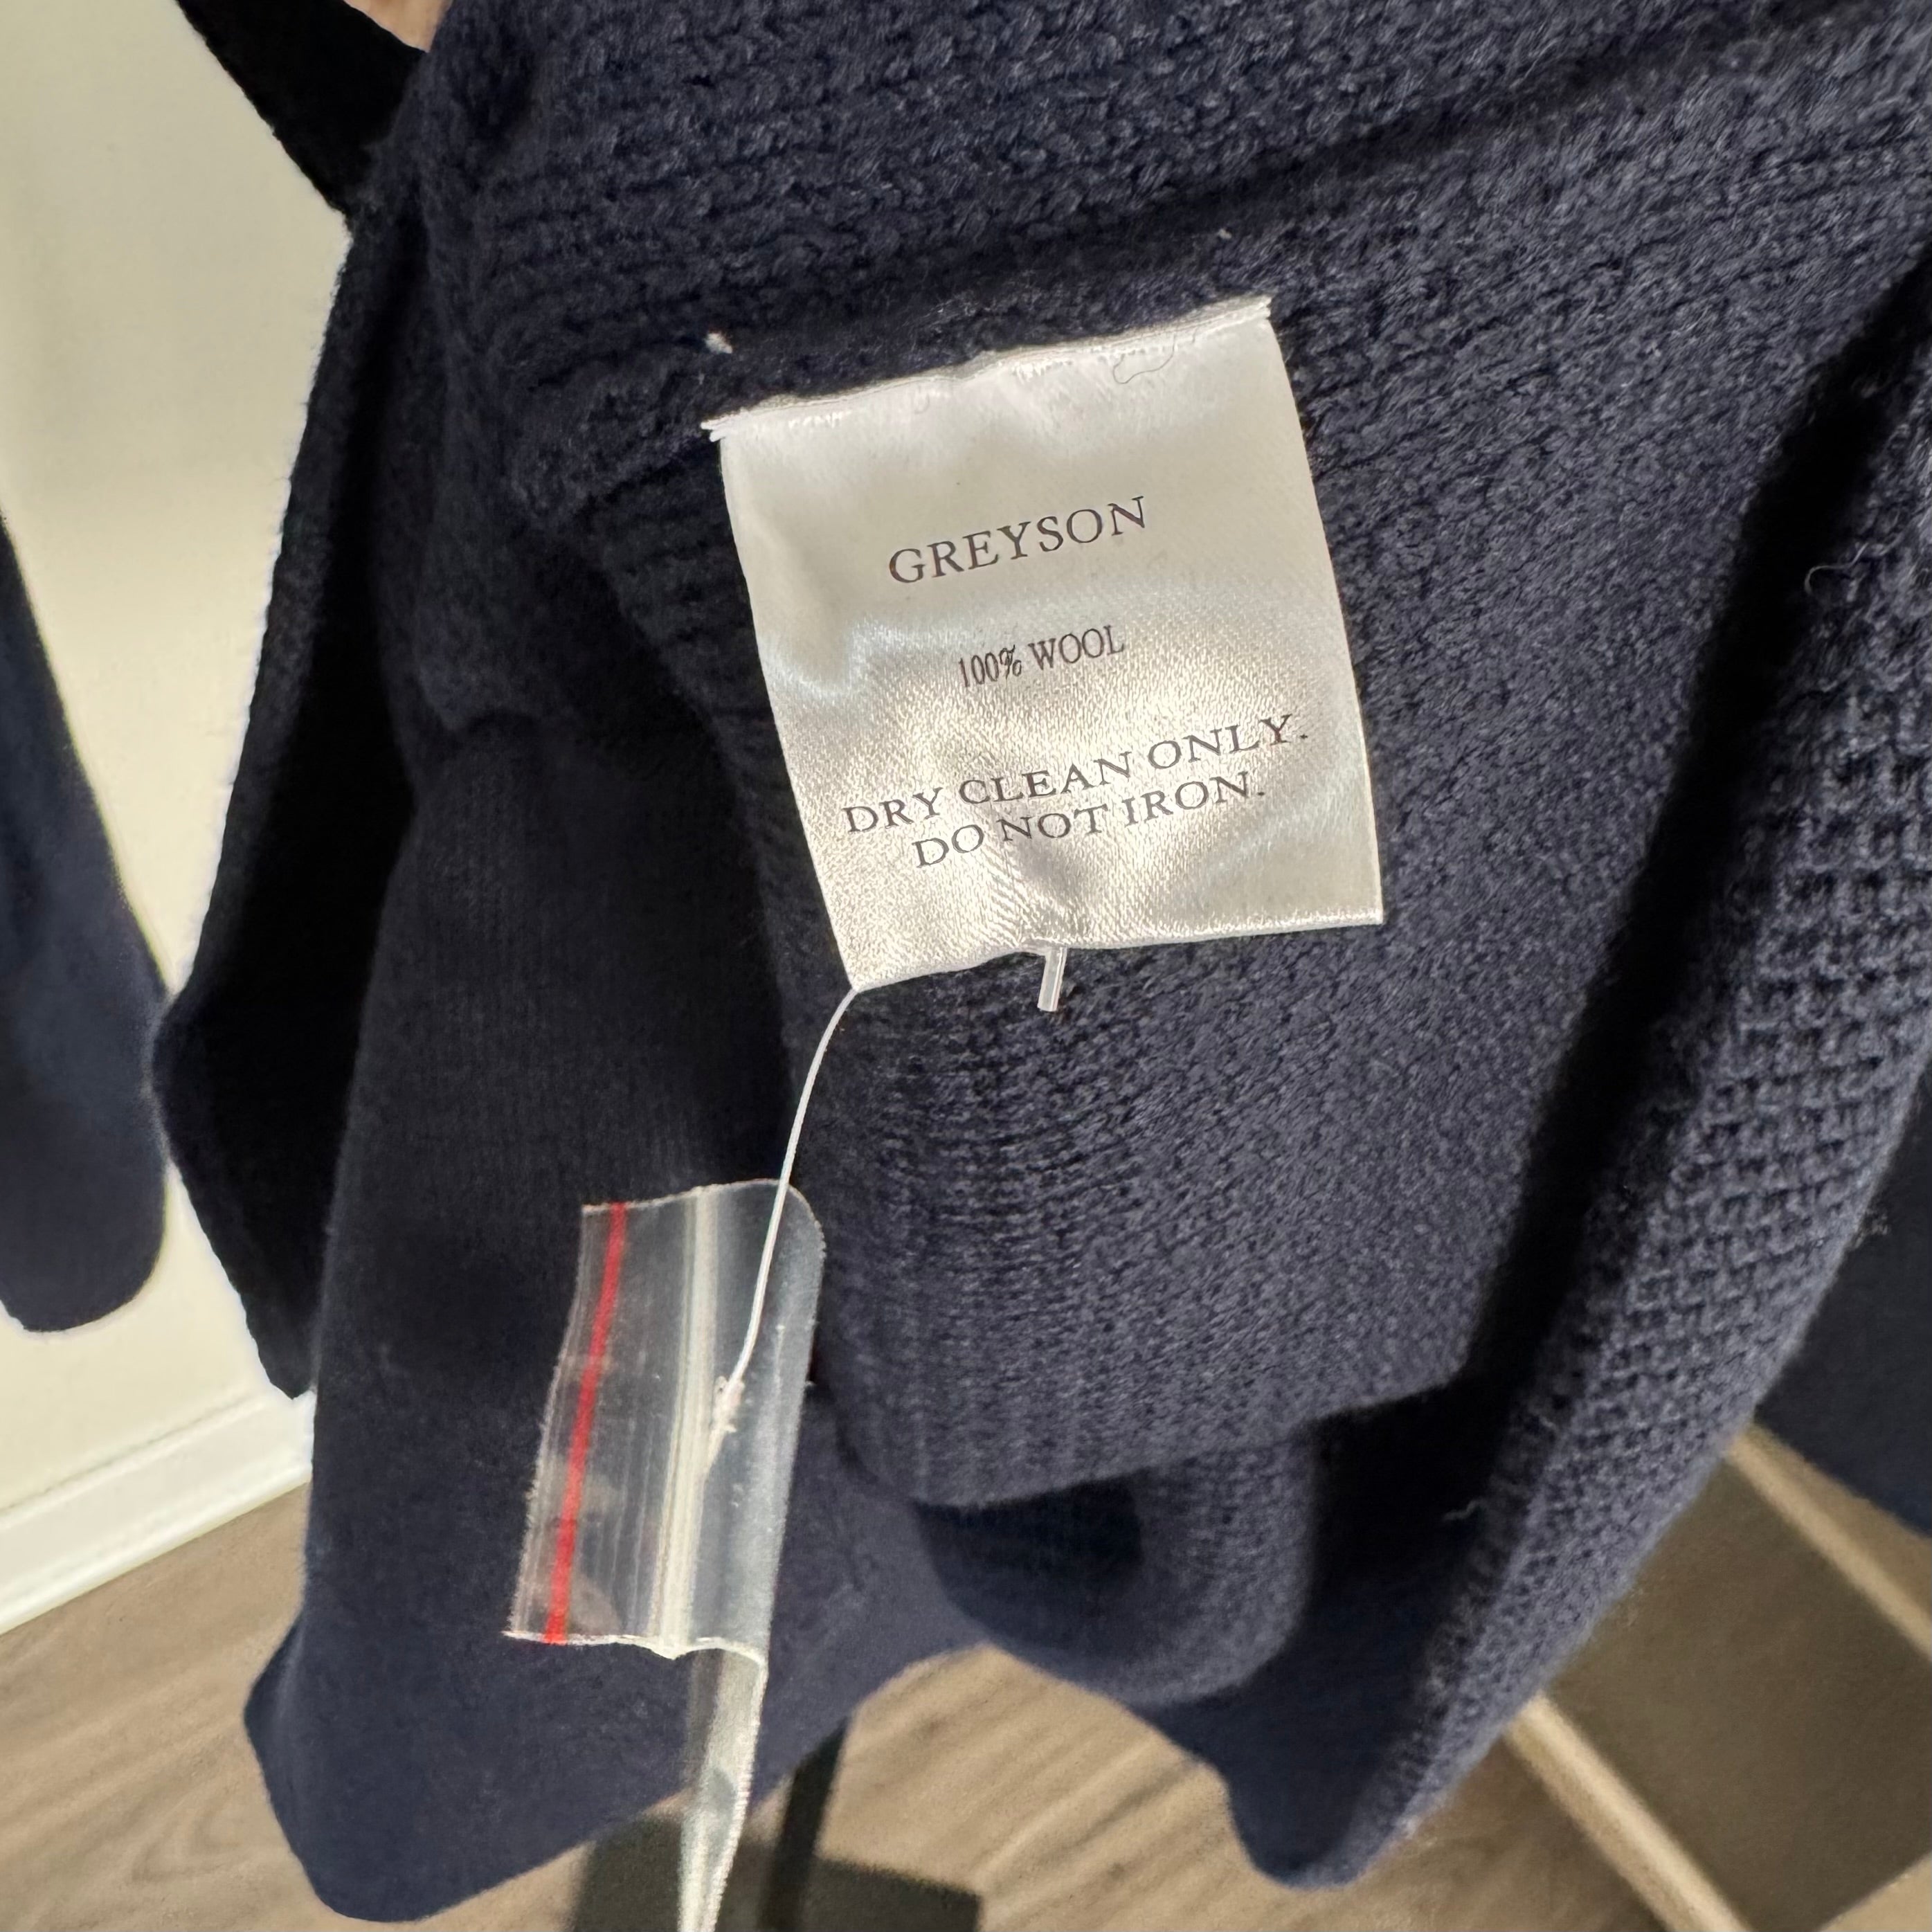 GREYSON
100% WOOL
DRY CLEAN ONLY.
DO NOT IRON.